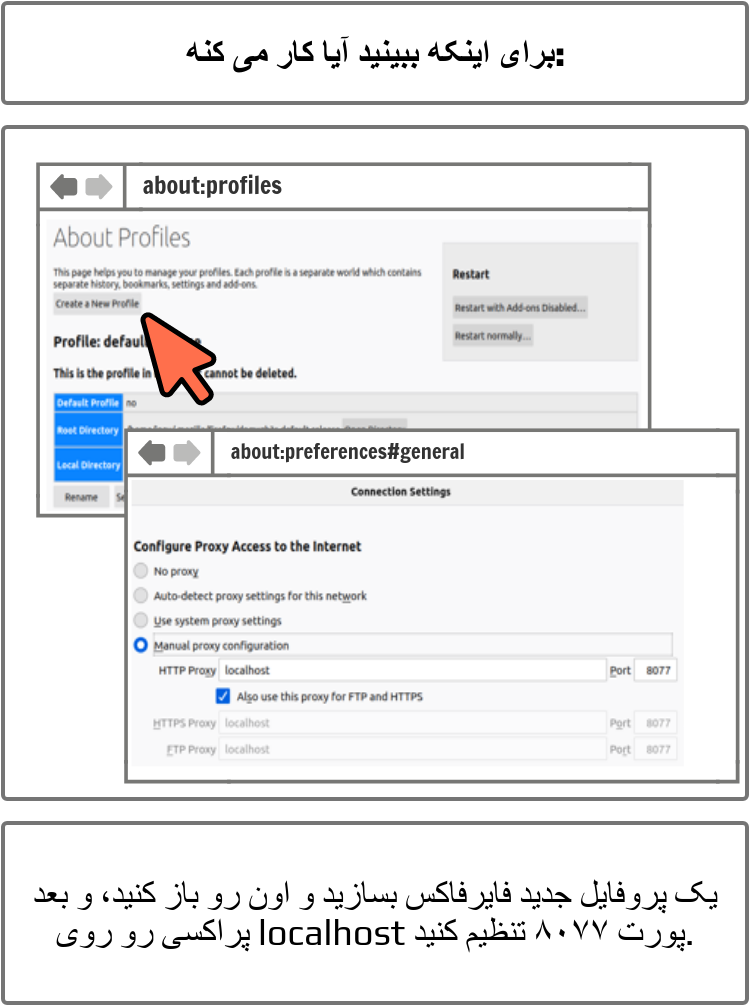 برای اینکه ببینید آیا کار می کنه:
about:profiles
About Profiles
This page helps you to manage your profiles. Each profile is a separate world which contains
separate history, bookmarks, settings and add-ons.
Create a New Profile
Restart
Restart with Add-ons Disabled...
Restart normally...
Profile:
This is the profile in cannot be deleted.
Default Profile no
Root Directory
Local Directory
Rename
about:preferences#general
Connection Settings
Configure Proxy Access to the Internet
No proxy
Auto-detect proxy settings for this network
Use system proxy settings
Manual proxy configuration
HTTP Proxy localhost Port 8077
Also use this proxy for FTP and HTTPS
HTTPS Proxy localhost Port 8077
FTP Proxy localhost Port 8077
یک پروفایل جدید فایرفاکس بسازید و اون رو باز کنید، و بعد
پراکسی رو روی localhost پورت ۸۰۷۷ تنظیم کنید.